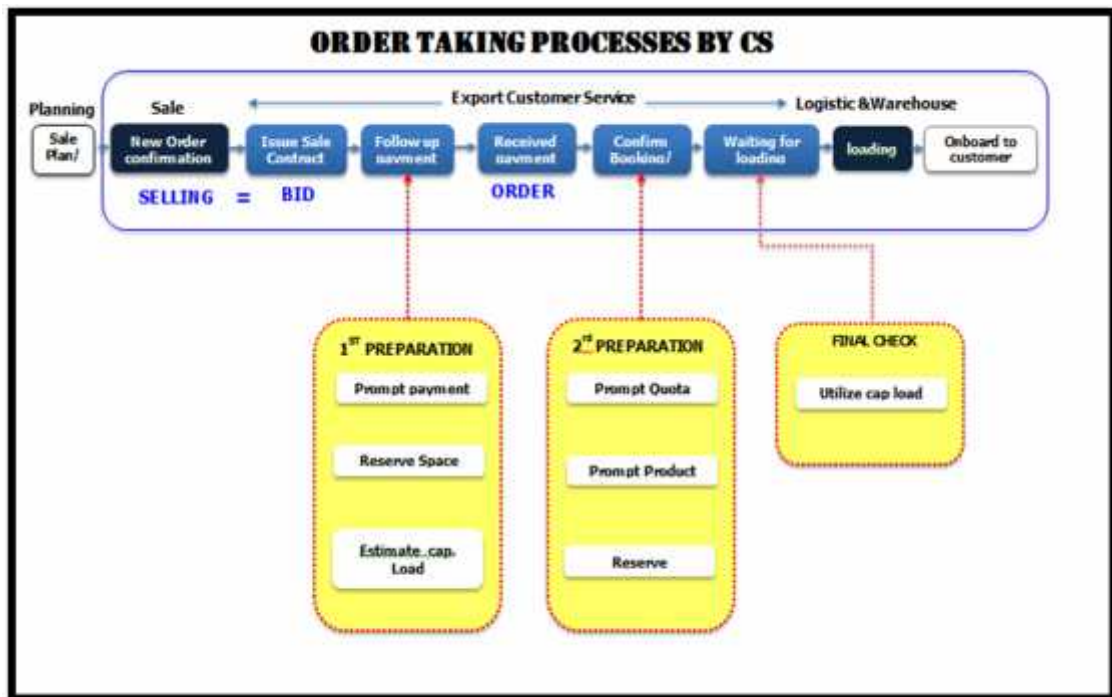 ORDER TAKING PROCESSES BY CS
Planning
Sale
Export Customer Service
Logistic &Warehouse
Sale
Plan/
New Order
confirmation
Issue Sale
Contract
Follow up
payment
Received
payment
Confirm
Booking/
Waiting for
loading
loading
Onboard to
customer
SELLING = BID
ORDER
1ST PREPARATION
Prompt payment
Reserve Space
Estimate cap.
Load
2rd PREPARATION
Prompt Quota
Prompt Product
Reserve
FINAL CHECK
Utilize cap load